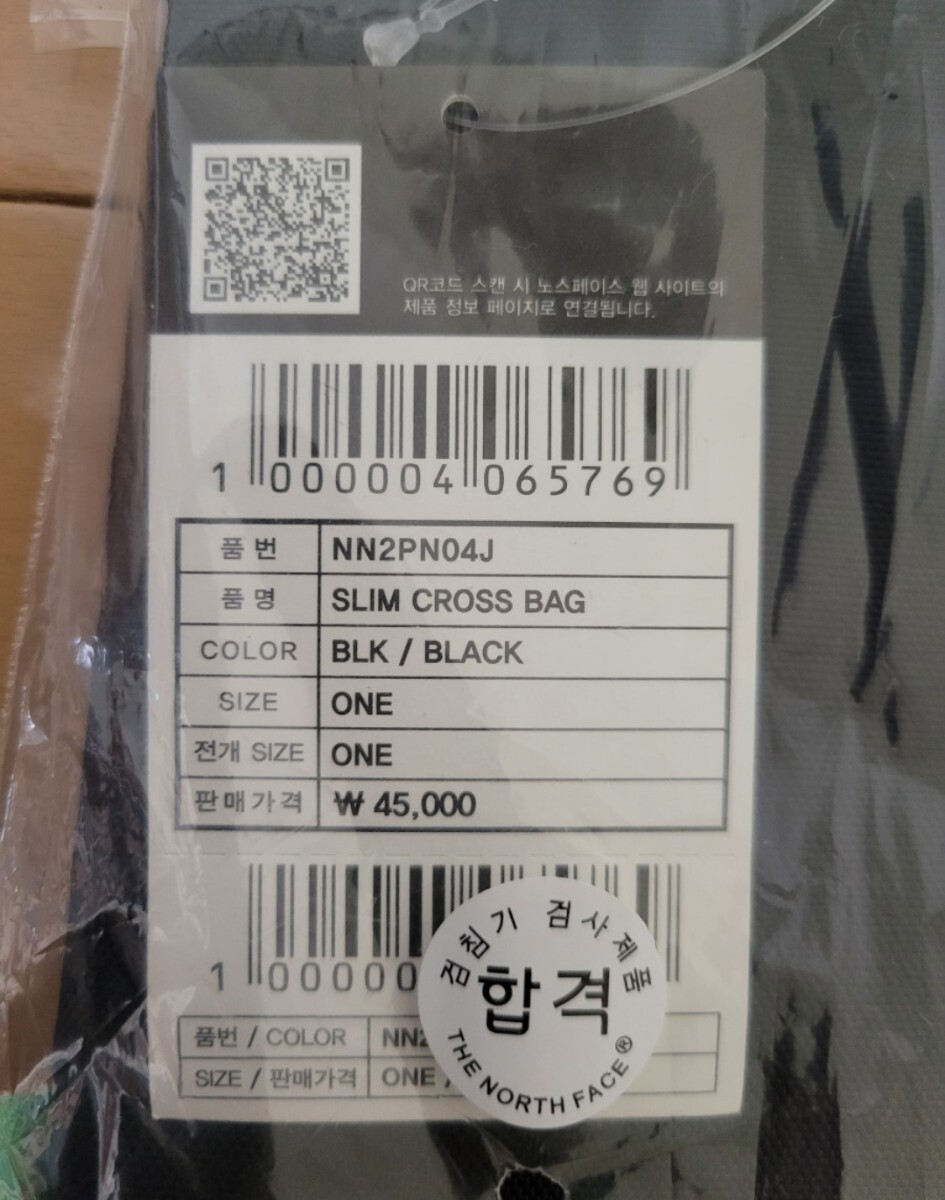 QR코드 스캔 시 노스페이스 웹 사이트의
제품 정보 페이지로 연결됩니다.
1 000004 065769
품 번 NN2PN04J
품 명 SLIM CROSS BAG
COLOR BLK / BLACK
SIZE ONE
전개 SIZE ONE
판매가격 ₩ 45,000
1 00000
품번 / COLOR NN2
SIZE / 판매가격 ONE /
검침기 검사제품
합격
THE NORTH FACE®